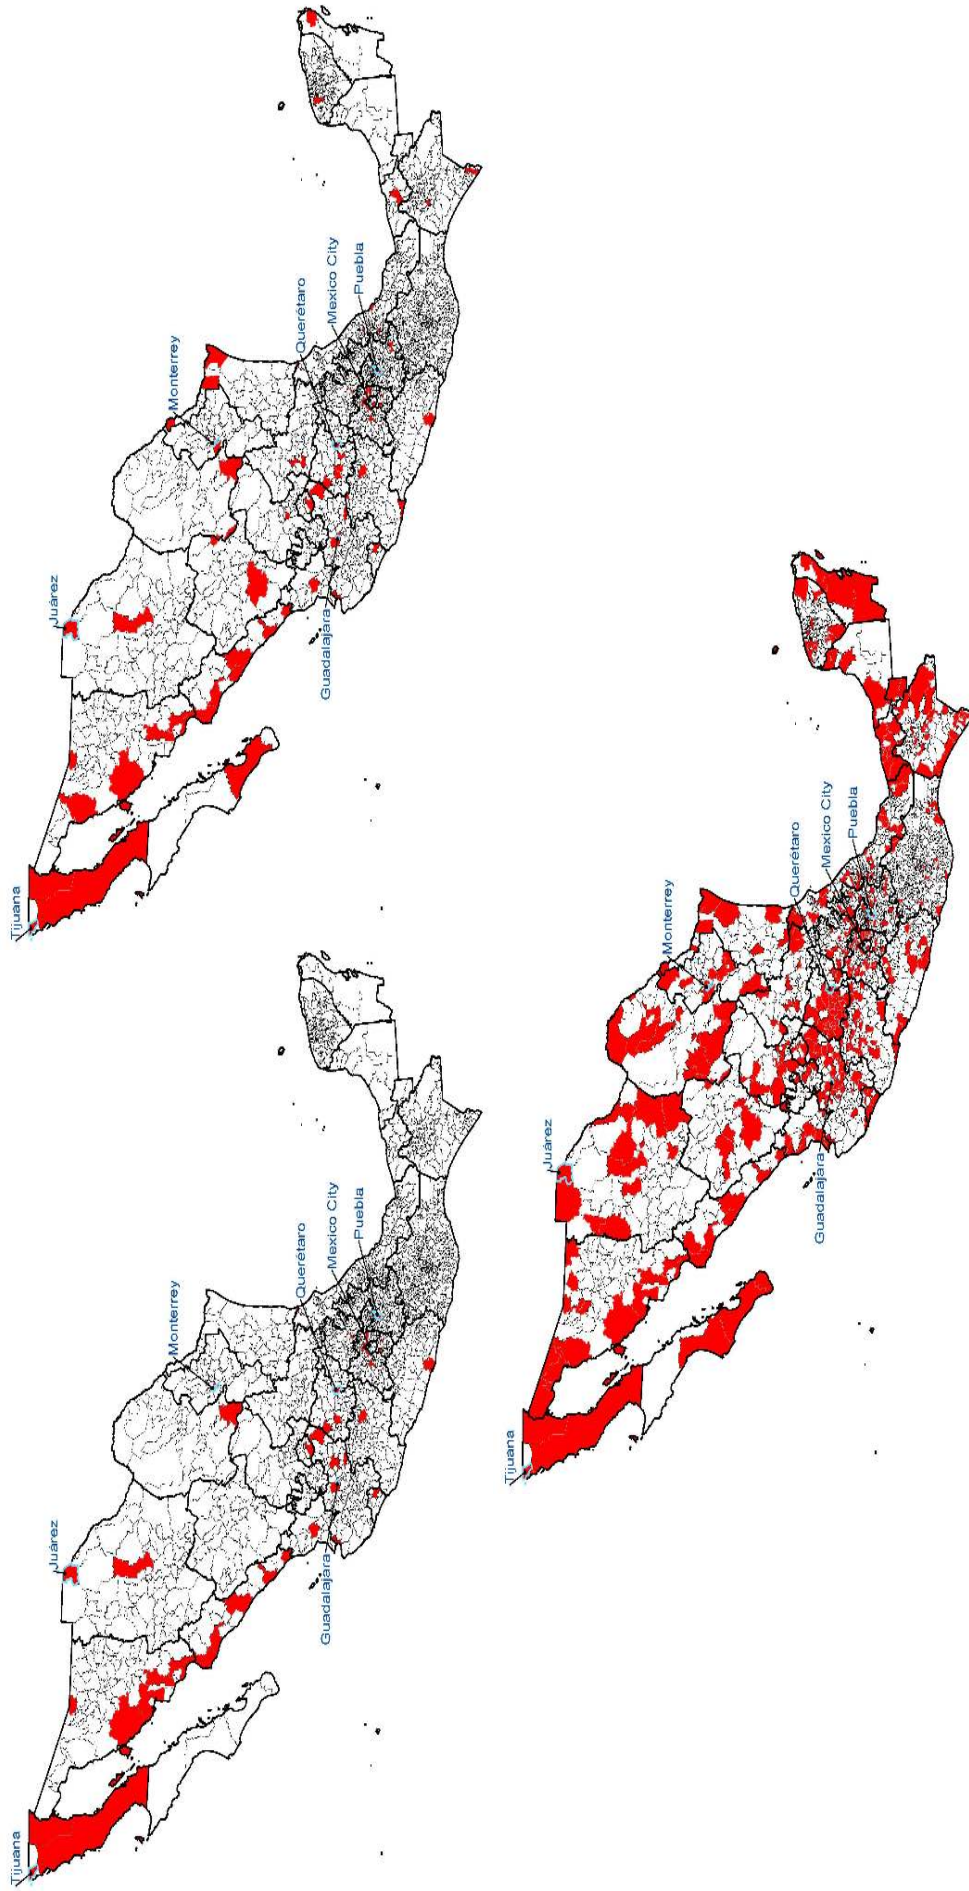 Tijuana
Juárez
Monterrey
Querétaro
Mexico City
Puebla
Guadalajara
Tijuana
Juárez
Monterrey
Querétaro
Mexico City
Puebla
Guadalajara
Tijuana
Juárez
Monterrey
Querétaro
Mexico City
Puebla
Guadalajara